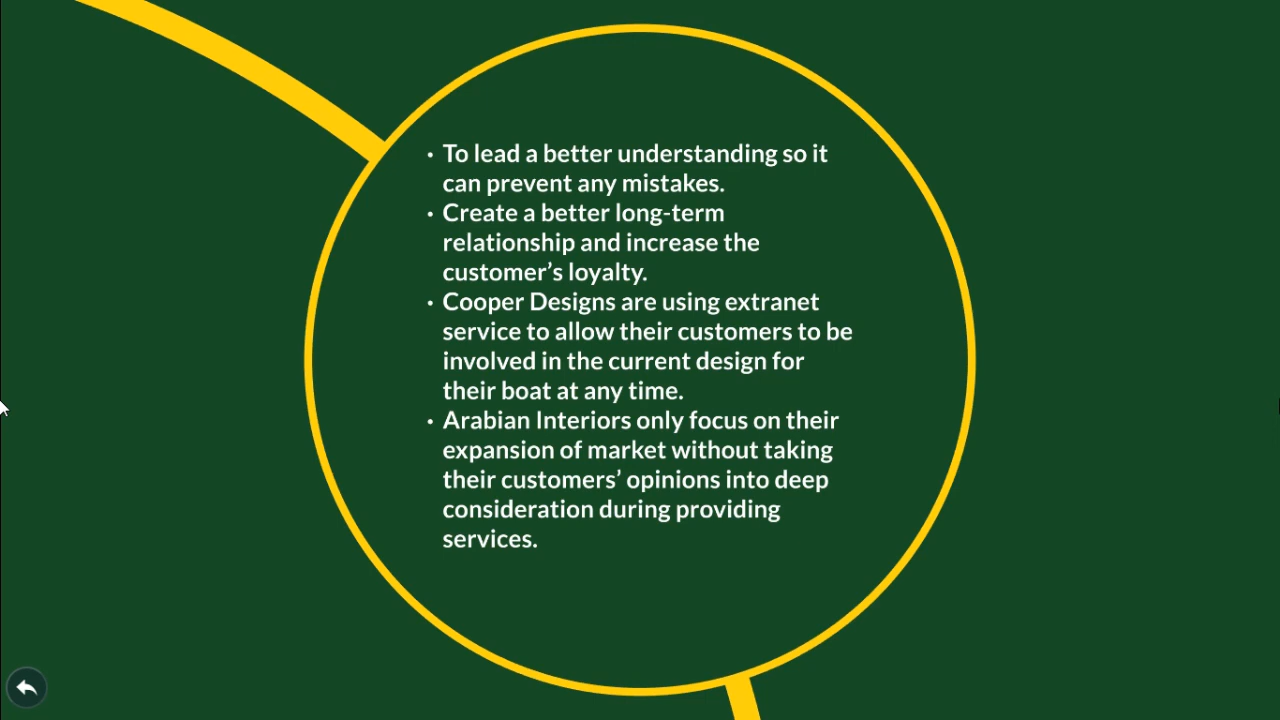 • To lead a better understanding so it
can prevent any mistakes.
• Create a better long-term
relationship and increase the
customer’s loyalty.
• Cooper Designs are using extranet
service to allow their customers to be
involved in the current design for
their boat at any time.
• Arabian Interiors only focus on their
expansion of market without taking
their customers’ opinions into deep
consideration during providing
services.